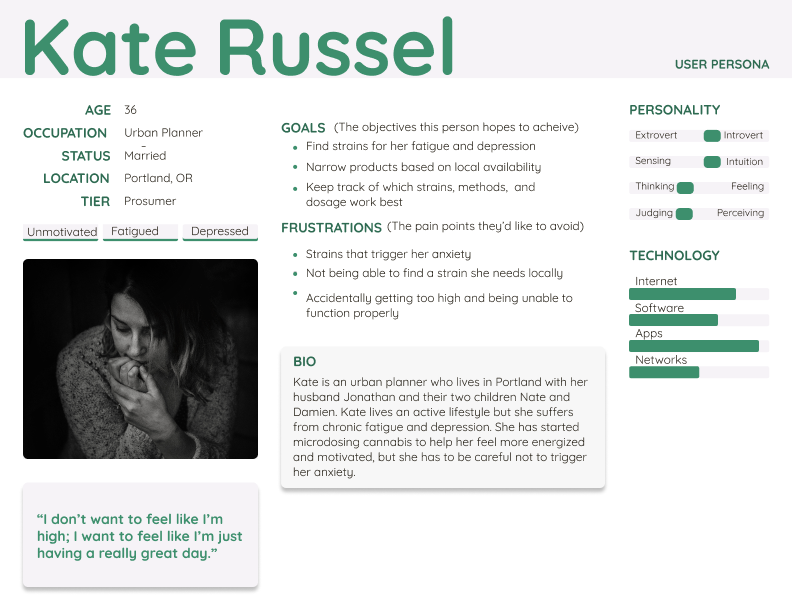 Kate Russel
USER PERSONA
AGE 36
OCCUPATION Urban Planner
STATUS Married
LOCATION Portland, OR
TIER Prosumer
Unmotivated Fatigued Depressed
“I don’t want to feel like I’m
high; I want to feel like I’m just
having a really great day.”
GOALS (The objectives this person hopes to acheive)
• Find strains for her fatigue and depression
• Narrow products based on local availability
• Keep track of which strains, methods, and
dosage work best
FRUSTRATIONS (The pain points they’d like to avoid)
• Strains that trigger her anxiety
• Not being able to find a strain she needs locally
• Accidentally getting too high and being unable to
function properly
BIO
Kate is an urban planner who lives in Portland with her
husband Jonathan and their two children Nate and
Damien. Kate lives an active lifestyle but she suffers
from chronic fatigue and depression. She has started
microdosing cannabis to help her feel more energized
and motivated, but she has to be careful not to trigger
her anxiety.
PERSONALITY
Extrovert Introvert
Sensing Intuition
Thinking Feeling
Judging Perceiving
TECHNOLOGY
Internet
Software
Apps
Networks